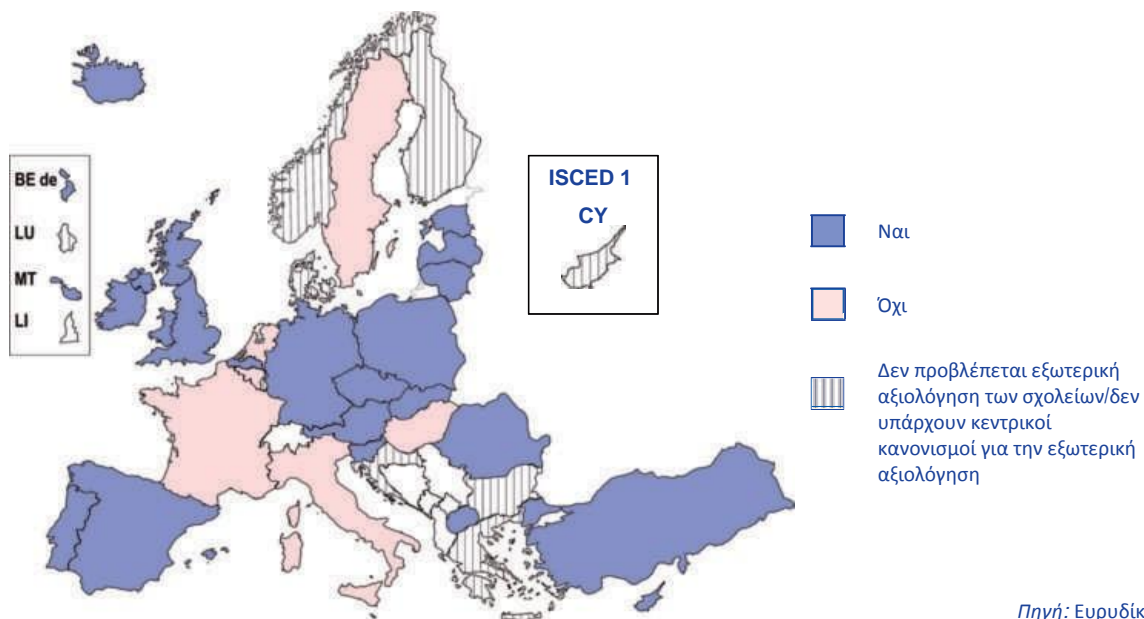 BE de
LU
MT
LI
ISCED 1
CY
Ναι
Όχι
Δεν προβλέπεται εξωτερική
αξιολόγηση των σχολείων/δεν
υπάρχουν κεντρικοί
κανονισμοί για την εξωτερική
αξιολόγηση
Πηγή: Ευρυδίκ